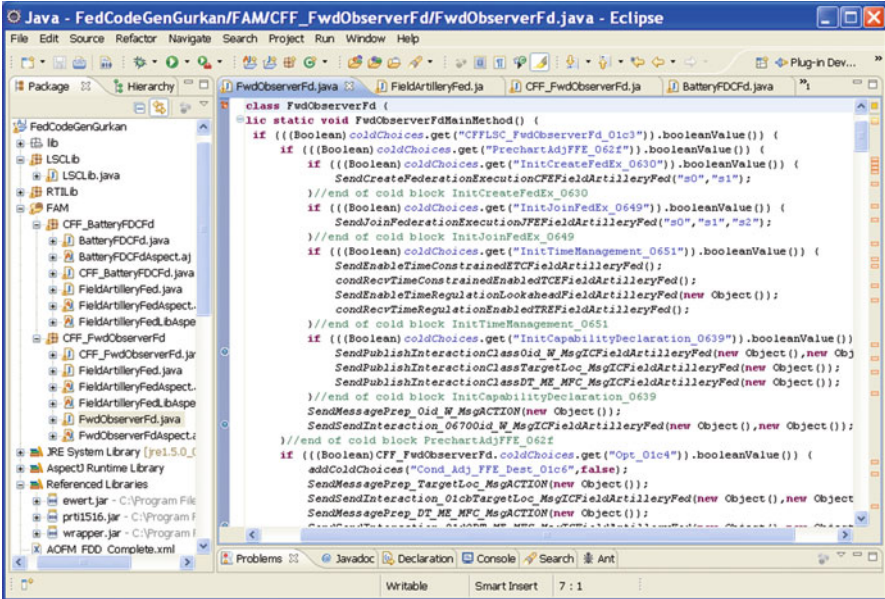 Java - FedCodeGenGurkan/FAM/CFF_FwdObserverFd/FwdObserverFd.java - Eclipse
File Edit Source Refactor Navigate Search Project Run Window Help
Plug-in Dev...
Package
Hierarchy
FedCodeGenGurkan
lib
LSCLib
LSCLib.java
RTILib
FAM
CFF_BatteryFDCFd
BatteryFDCFd.java
BatteryFDCFdAspect.aj
CFF_BatteryFDCFd.java
FieldArtilleryFed.java
FieldArtilleryFedAspect.
FieldArtilleryFedLibAspe
CFF_FwdObserverFd
CFF_FwdObserverFd.jar
FieldArtilleryFed.java
FieldArtilleryFedAspect.
FieldArtilleryFedLibAspe
FwdObserverFd.java
FwdObserverFdAspect.a
JRE System Library [jre1.5.0_0
AspectJ Runtime Library
Referenced Libraries
ewert.jar - C:\Program File
prti1516.jar - C:\Program F
wrapper.jar - C:\Program F
AOFM FDD Complete.xml
FwdObserverFd.java
FieldArtilleryFed.ja
CFF_FwdObserverFd.ja
BatteryFDCFd.java
»1
class FwdObserverFd {
lic static void FwdObserverFdMainMethod() {
if (((Boolean)coldChoices.get("CFFLSC_FwdObserverFd_01c3")).booleanValue()) {
if (((Boolean)coldChoices.get("PrechartAdjFFE_062f")).booleanValue()) {
if (((Boolean)coldChoices.get("InitCreateFedEx_0630")).booleanValue()) {
SendCreateFederationExecutionCFEFieldArtilleryFed("s0","s1");
}//end of cold block InitCreateFedEx_0630
if (((Boolean)coldChoices.get("InitJoinFedEx_0649")).booleanValue()) {
SendJoinFederationExecutionJFEFieldArtilleryFed("s0","s1","s2");
}//end of cold block InitJoinFedEx_0649
if (((Boolean)coldChoices.get("InitTimeManagement_0651")).booleanValue()) {
SendEnableTimeConstrainedETCFieldArtilleryFed();
condRecvTimeConstrainedEnabledTCEFieldArtilleryFed();
SendEnableTimeRegulationLookaheadFieldArtilleryFed(new Object());
condRecvTimeRegulationEnabledTREFieldArtilleryFed();
}//end of cold block InitTimeManagement_0651
if (((Boolean)coldChoices.get("InitCapabilityDeclaration_0639")).booleanValue())
SendPublishInteractionClassOid_W_MsgICFieldArtilleryFed(new Object(),new Obj
SendPublishInteractionClassTargetLoc_MsgICFieldArtilleryFed(new Object());
SendPublishInteractionClassDT_ME_MFC_MsgICFieldArtilleryFed(new Object());
}//end of cold block InitCapabilityDeclaration_0639
SendMessagePrep_Oid_W_MsgACTION(new Object());
SendSendInteraction_0670Oid_W_MsgICFieldArtilleryFed(new Object(),new Object());
}//end of cold block PrechartAdjFFE_062f
if (((Boolean)CFF_FwdObserverFd.coldChoices.get("Opt_01c4")).booleanValue()) {
addColdChoices("Cond_Adj_FFE_Dest_01c6",false);
SendMessagePrep_TargetLoc_MsgACTION(new Object());
SendSendInteraction_01cbTargetLoc_MsgICFieldArtilleryFed(new Object(),new Object
SendMessagePrep_DT_ME_MFC_MsgACTION(new Object());
Problems
Javadoc
Declaration
Console
Search
Ant
Writable
Smart Insert
7 : 1